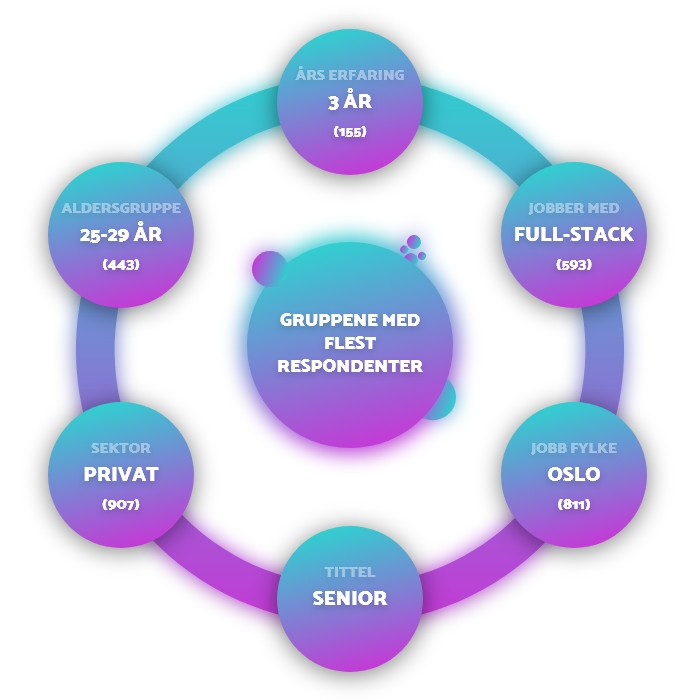 ÅRS ERFARING
3 ÅR
(155)
ALDERSGRUPPE
25-29 ÅR
(443)
JOBBER MED
FULL-STACK
(593)
GRUPPENE MED
FLEST
RESPONDENTER
SEKTOR
PRIVAT
(907)
JOBB FYLKE
OSLO
(811)
TITTEL
SENIOR